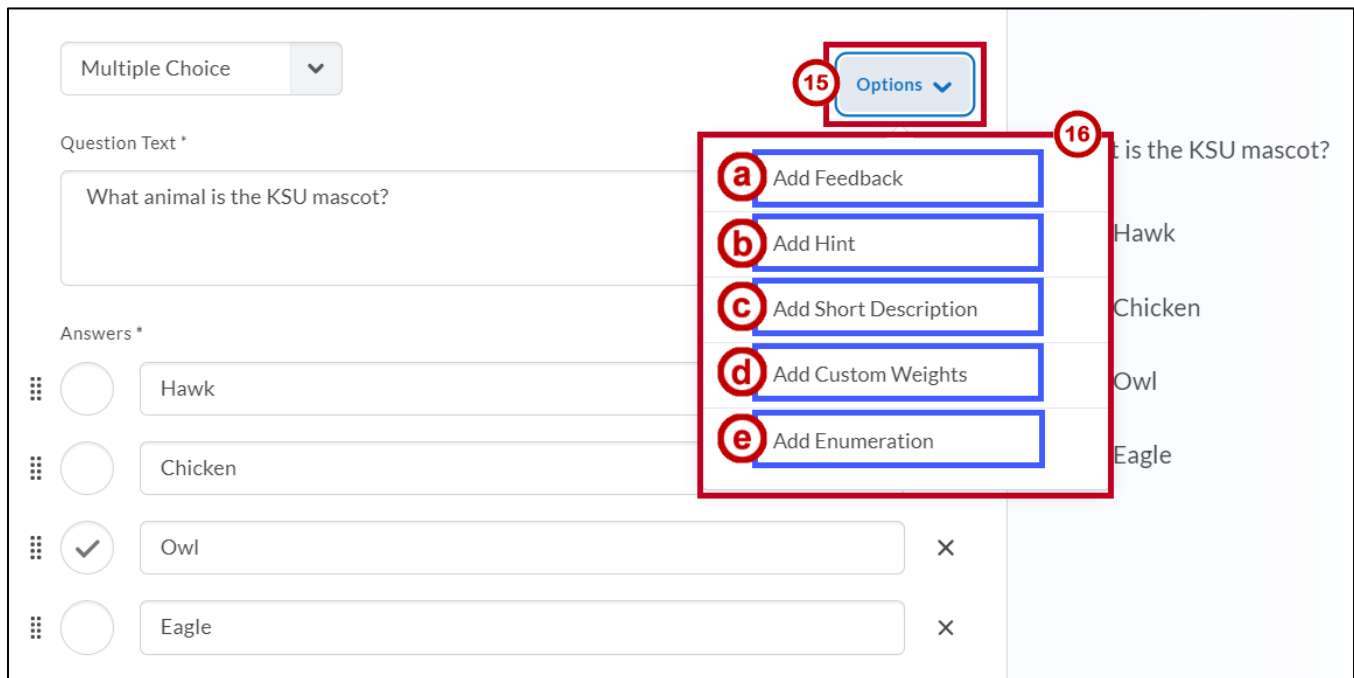 Multiple Choice
15
Options
Question Text *
16
t is the KSU mascot?
What animal is the KSU mascot?
a Add Feedback
b Add Hint
c Add Short Description
d Add Custom Weights
e Add Enumeration
Hawk
Chicken
Owl
Eagle
Answers *
Hawk
Chicken
Owl
Eagle